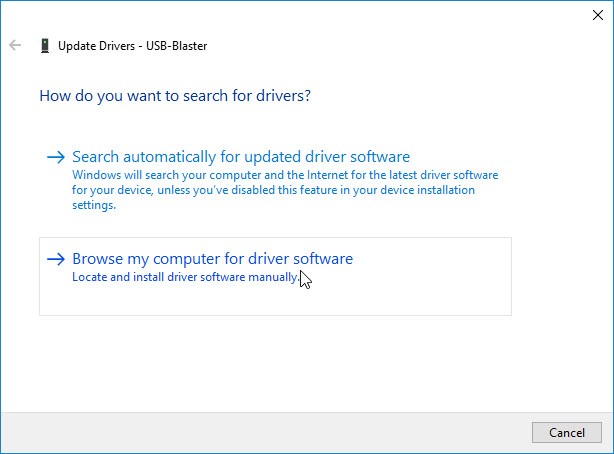 Update Drivers - USB-Blaster
How do you want to search for drivers?
Search automatically for updated driver software
Windows will search your computer and the Internet for the latest driver software
for your device, unless you've disabled this feature in your device installation
settings.
Browse my computer for driver software
Locate and install driver software manually.
Cancel